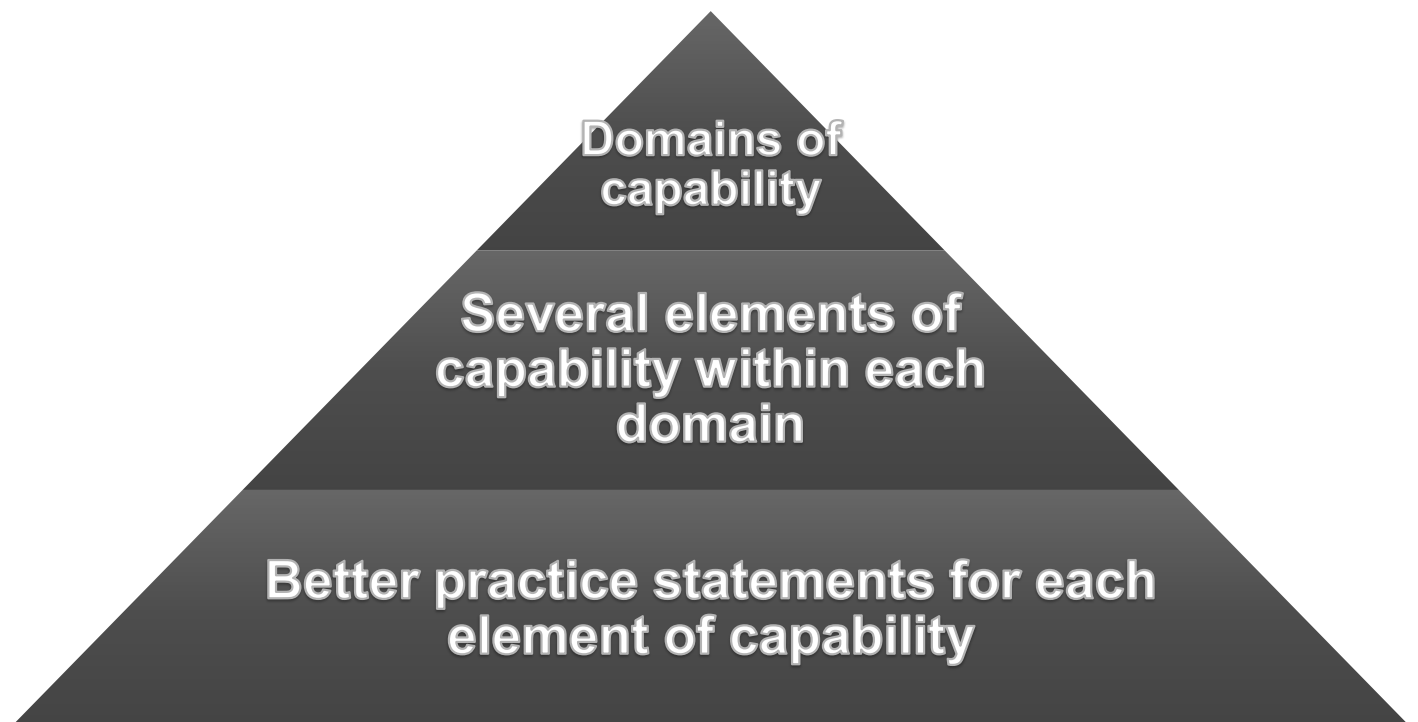 Domains of
capability
Several elements of
capability within each
domain
Better practice statements for each
element of capability